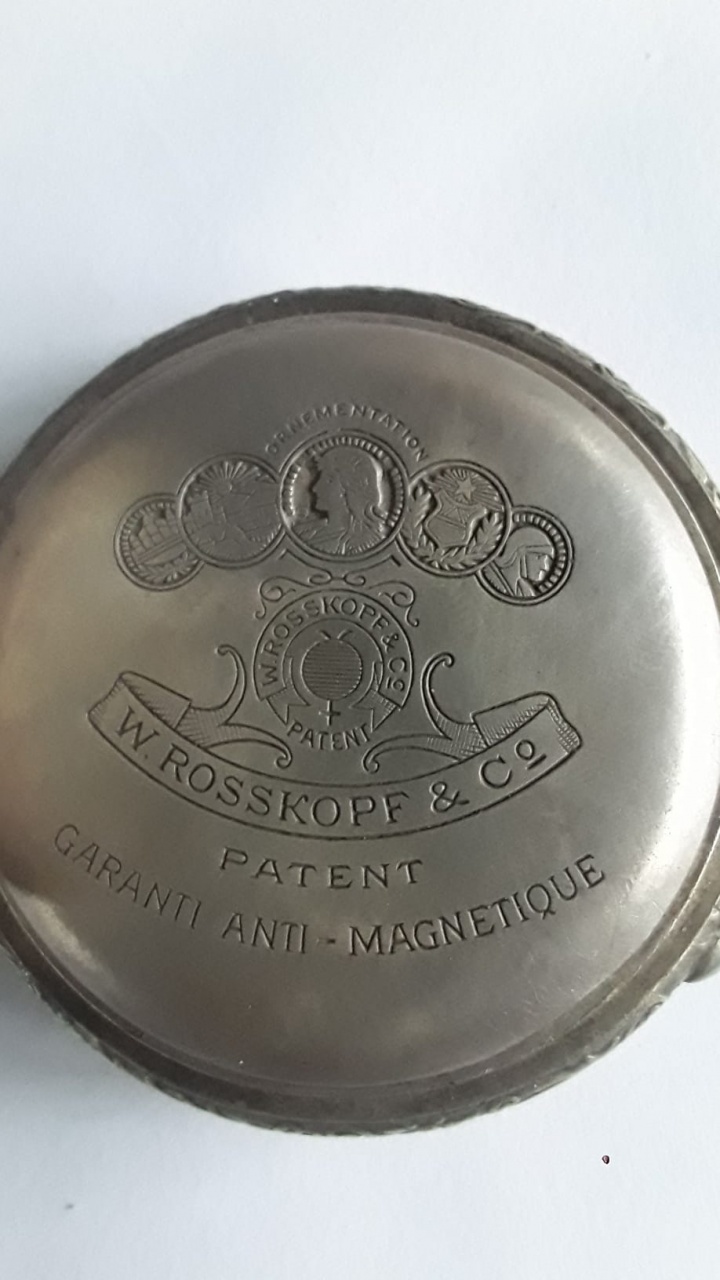 ORNEMENTATION
W. ROSSKOPF & Cº
PATENT
W. ROSSKOPF & Cº
PATENT
GARANTI ANTI-MAGNETIQUE